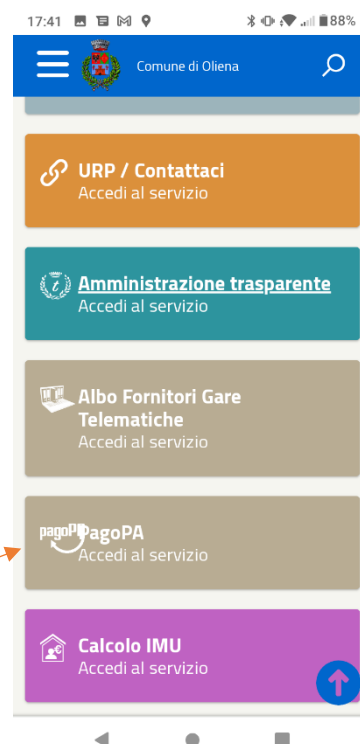 17:41 88%
Comune di Oliena
URP / Contattaci
Accedi al servizio
Amministrazione trasparente
Accedi al servizio
Albo Fornitori Gare
Telematiche
Accedi al servizio
pagoPA PagoPA
Accedi al servizio
Calcolo IMU
Accedi al servizio